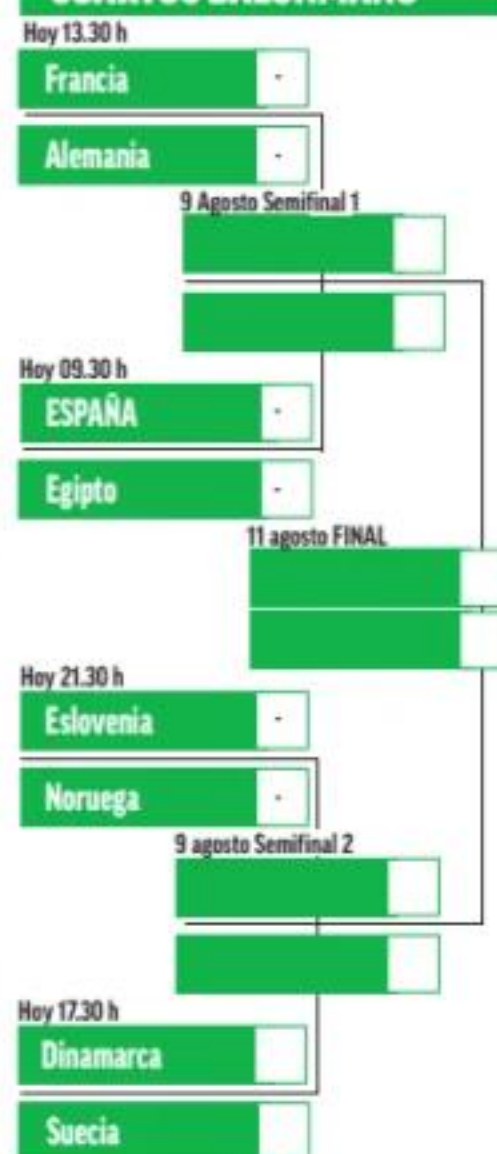 Hoy 13.30 h
Francia -
Alemania -
9 Agosto Semifinal 1
Hoy 09.30 h
ESPAÑA -
Egipto -
11 agosto FINAL
Hoy 21.30 h
Eslovenia -
Noruega -
9 agosto Semifinal 2
Hoy 17.30 h
Dinamarca
Suecia